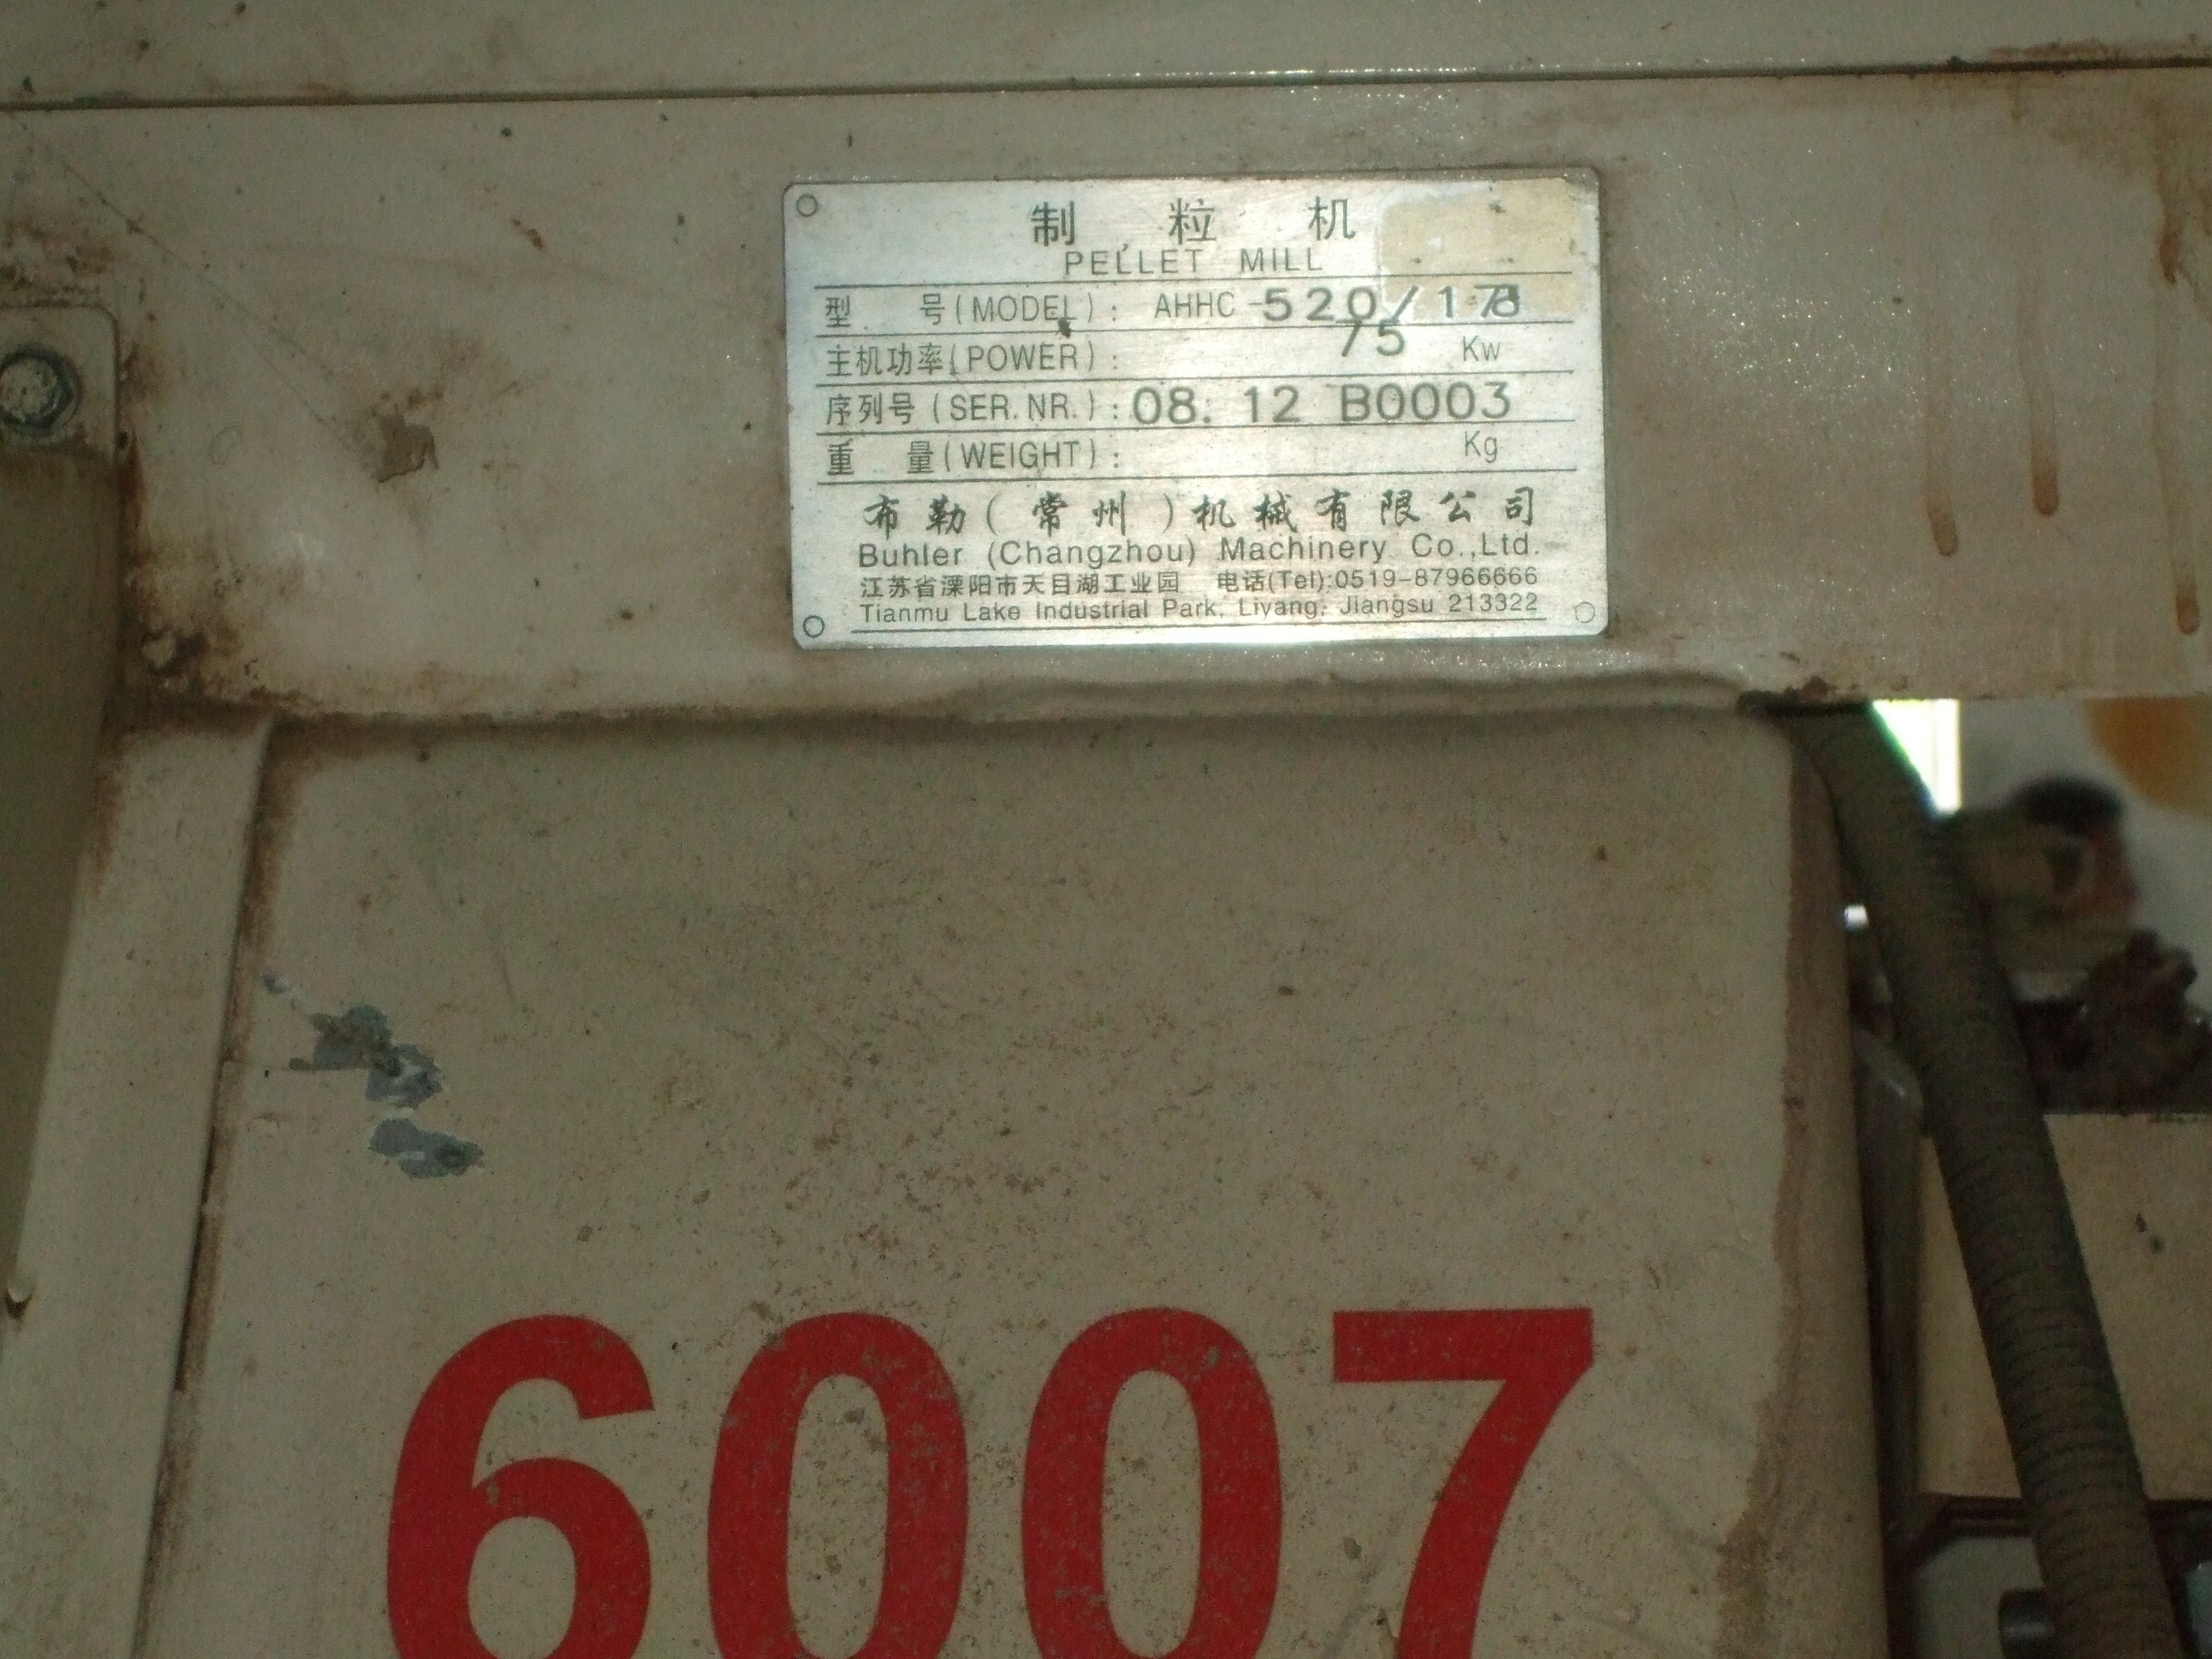 制 粒 机
PELLET MILL
型 号(MODEL): AHHC-520/178
主机功率(POWER): 75 Kw
序列号(SER. NR.): 08. 12 B0003
重 量(WEIGHT): Kg
布勒(常州)机械有限公司
Buhler (Changzhou) Machinery Co.,Ltd.
江苏省溧阳市天目湖工业园 电话(Tel):0519-87966666
Tianmu Lake Industrial Park, Liyang, Jiangsu 213322
6007